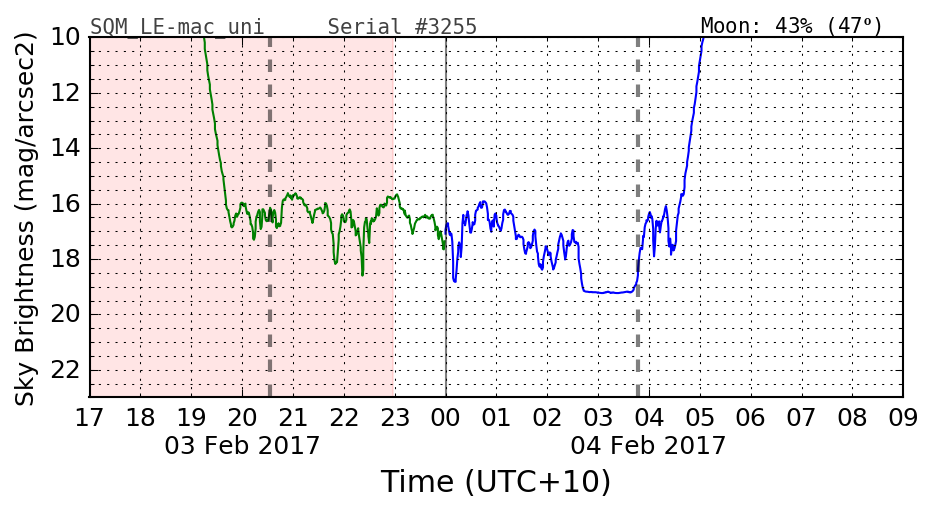 SQM_LE-mac_uni Serial #3255 Moon: 43% (47°)
Sky Brightness (mag/arcsec2)
10
12
14
16
18
20
22
17 18 19 20 21 22 23 00 01 02 03 04 05 06 07 08 09
03 Feb 2017 04 Feb 2017
Time (UTC+10)